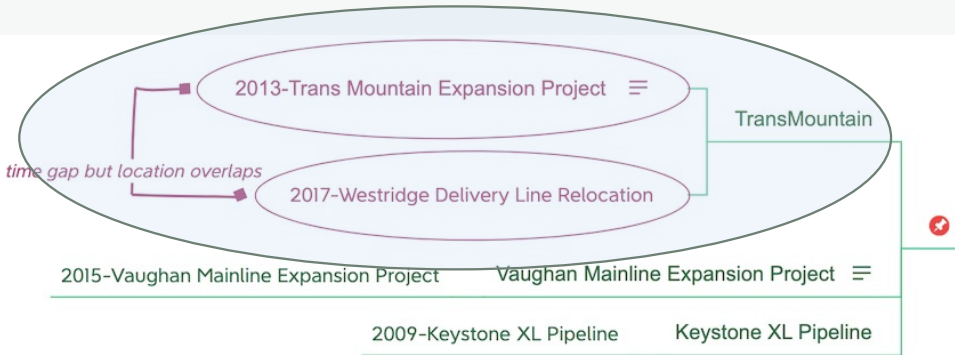 2013-Trans Mountain Expansion Project
TransMountain
time gap but location overlaps
2017-Westridge Delivery Line Relocation
2015-Vaughan Mainline Expansion Project Vaughan Mainline Expansion Project
2009-Keystone XL Pipeline Keystone XL Pipeline